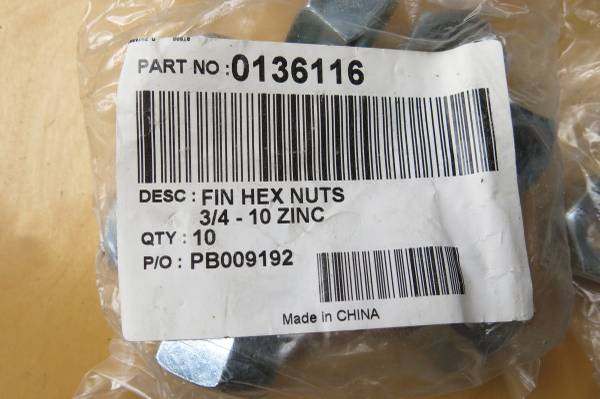 PART NO : 0136116
DESC : FIN HEX NUTS
3/4 - 10 ZINC
QTY : 10
P/O : PB009192
Made in CHINA